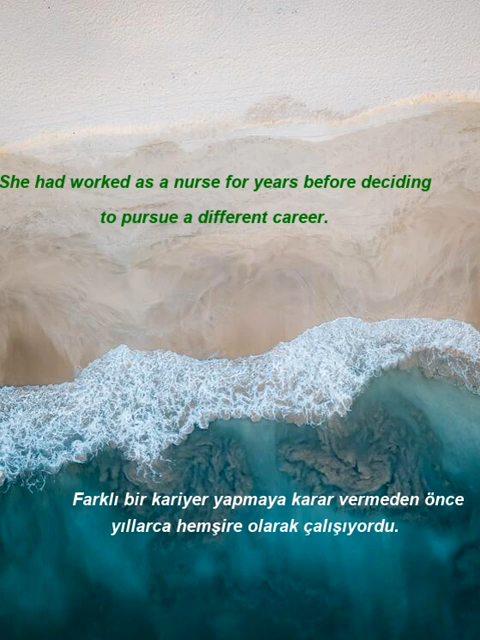 She had worked as a nurse for years before deciding
to pursue a different career.
Farklı bir kariyer yapmaya karar vermeden önce
yıllarca hemşire olarak çalışıyordu.